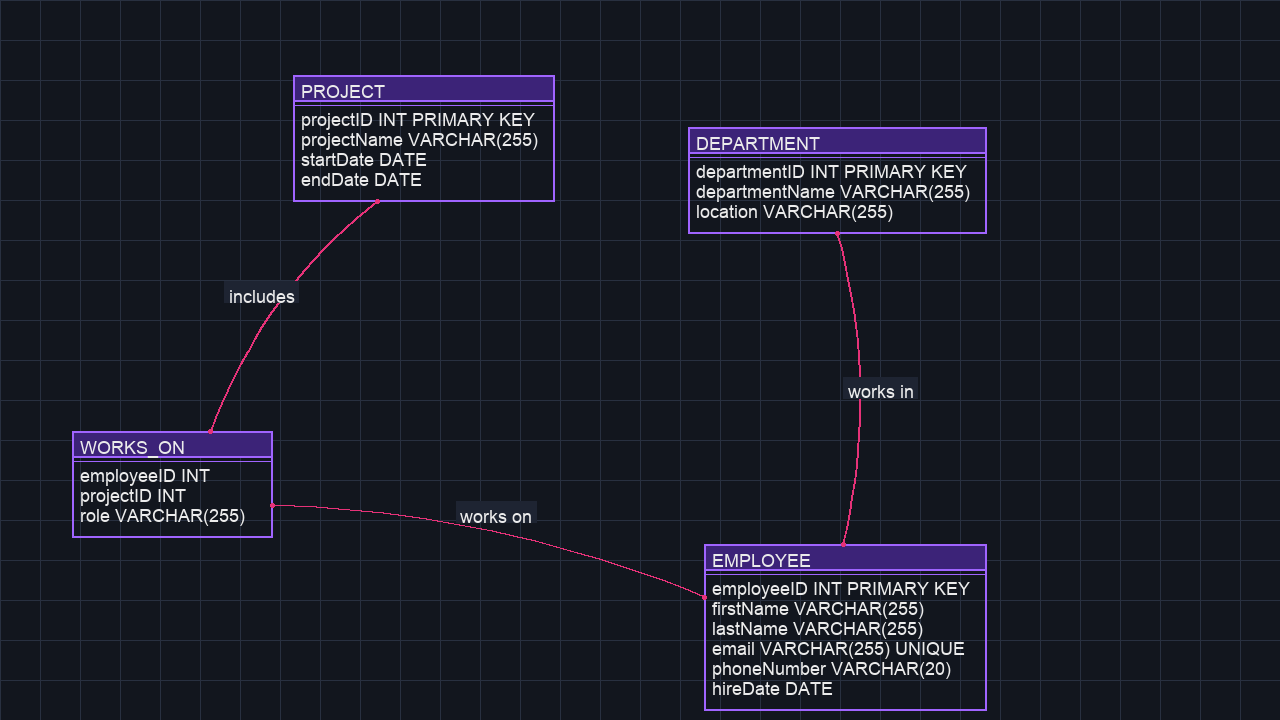 PROJECT
projectID INT PRIMARY KEY
projectName VARCHAR(255)
startDate DATE
endDate DATE
DEPARTMENT
departmentID INT PRIMARY KEY
departmentName VARCHAR(255)
location VARCHAR(255)
includes
works in
WORKS_ON
employeeID INT
projectID INT
role VARCHAR(255)
works on
EMPLOYEE
employeeID INT PRIMARY KEY
firstName VARCHAR(255)
lastName VARCHAR(255)
email VARCHAR(255) UNIQUE
phoneNumber VARCHAR(20)
hireDate DATE